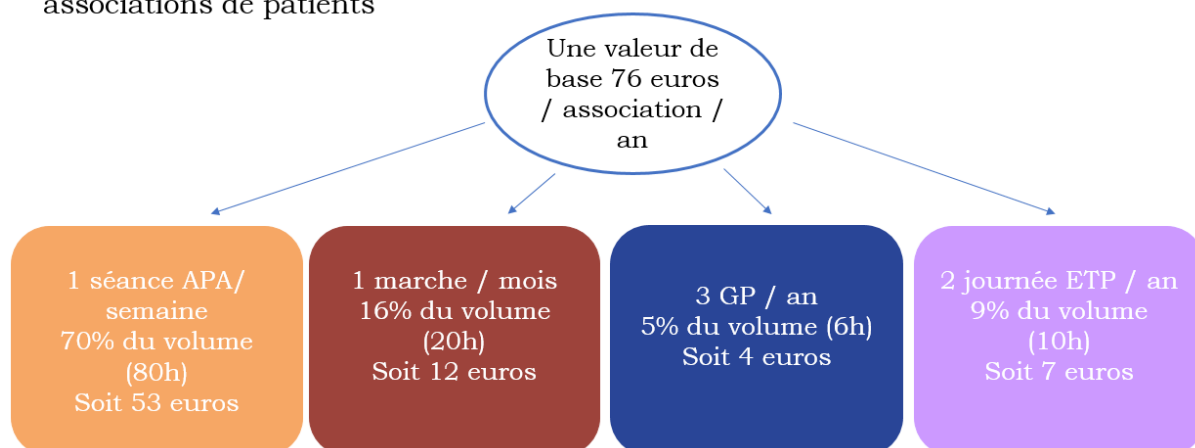 associations de patients
Une valeur de
base 76 euros
/ association /
an
1 séance APA/
semaine
70% du volume
(80h)
Soit 53 euros
1 marche / mois
16% du volume
(20h)
Soit 12 euros
3 GP / an
5% du volume (6h)
Soit 4 euros
2 journée ETP / an
9% du volume
(10h)
Soit 7 euros